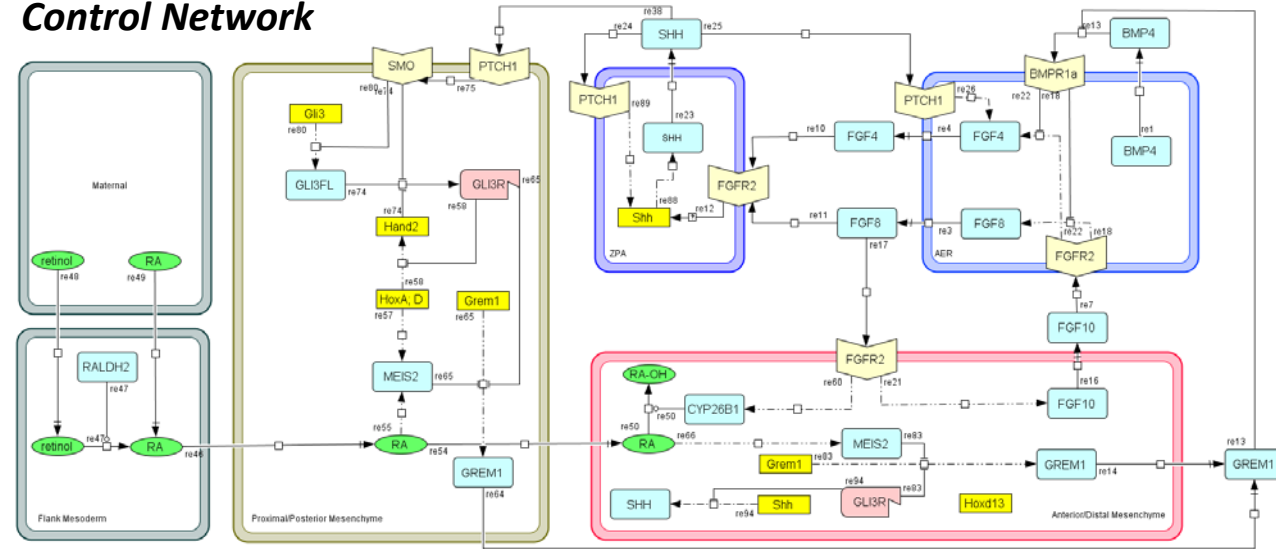 Control Network
re38
re24
SHH
re25
re13
BMP4
SMO
PTCH1
re80
re74
re75
BMPR1a
PTCH1
re89
PTCH1
re26
re22
re18
Gli3
re80
re23
SHH
re10
FGF4
re4
FGF4
re1
BMP4
Maternal
GLI3FL
re74
GLI3R
re65
re58
FGFR2
re88
re74
Hand2
Shh
re12
re11
FGF8
re3
FGF8
re22
re18
re17
ZPA
AER
FGFR2
retinol
re48
RA
re49
re58
HoxA; D
re57
Grem1
re65
re7
FGF10
RALDH2
re47
MEIS2
re65
FGFR2
re60
re21
re16
RA-OH
CYP26B1
FGF10
re50
re50
re55
retinol
re47
RA
re46
RA
re54
RA
re66
MEIS2
re83
re13
GREM1
re64
Grem1
re83
GREM1
re14
GREM1
re94
re83
SHH
re94
Shh
GLI3R
Hoxd13
Flank Mesoderm
Proximal/Posterior Mesenchyme
Anterior/Distal Mesenchyme